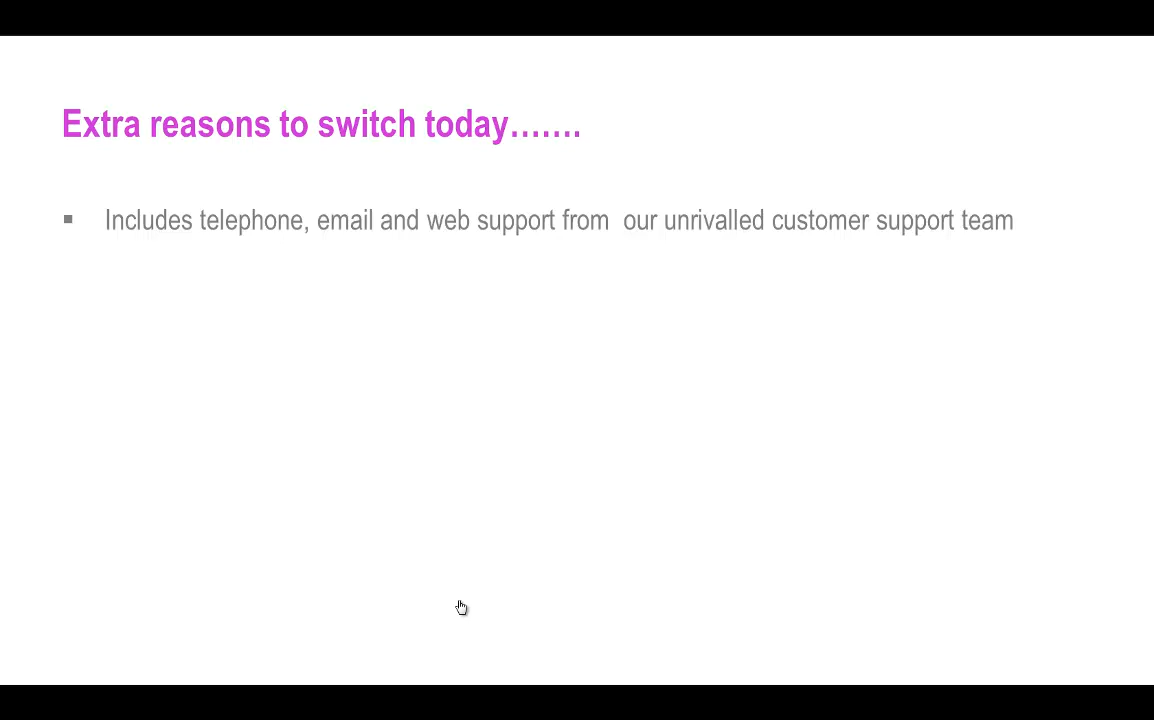 Extra reasons to switch today…….
▪ Includes telephone, email and web support from  our unrivalled customer support team